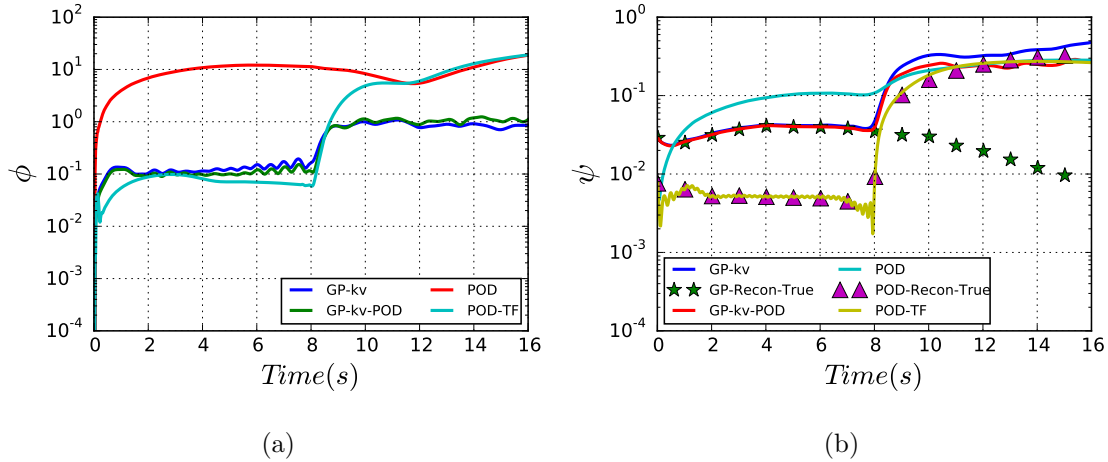 10^2
10^1
10^0
10^-1
10^-2
10^-3
10^-4
ϕ
GP-kv
GP-kv-POD
POD
POD-TF
0 2 4 6 8 10 12 14 16
Time(s)
(a)
10^0
10^-1
10^-2
10^-3
10^-4
ψ
GP-kv
GP-Recon-True
GP-kv-POD
POD
POD-Recon-True
POD-TF
0 2 4 6 8 10 12 14 16
Time(s)
(b)